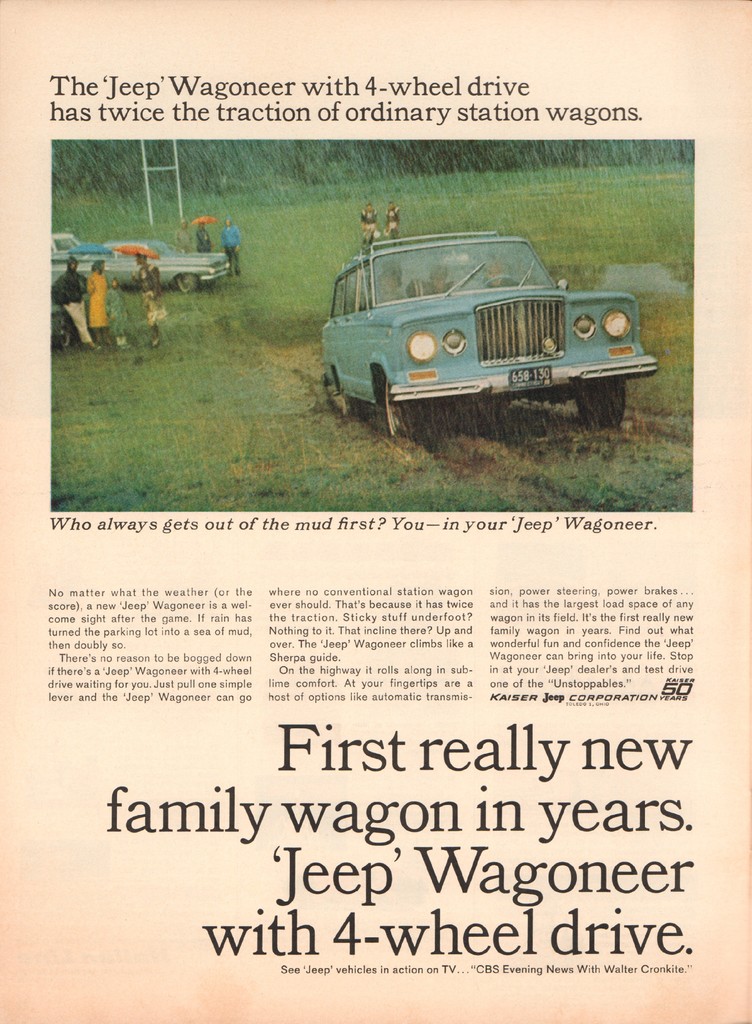 The 'Jeep' Wagoneer with 4-wheel drive
has twice the traction of ordinary station wagons.
658-130
Who always gets out of the mud first? You—in your 'Jeep' Wagoneer.
No matter what the weather (or the
score), a new 'Jeep' Wagoneer is a wel-
come sight after the game. If rain has
turned the parking lot into a sea of mud,
then doubly so.
There's no reason to be bogged down
if there's a 'Jeep' Wagoneer with 4-wheel
drive waiting for you. Just pull one simple
lever and the 'Jeep' Wagoneer can go
where no conventional station wagon
ever should. That's because it has twice
the traction. Sticky stuff underfoot?
Nothing to it. That incline there? Up and
over. The 'Jeep' Wagoneer climbs like a
Sherpa guide.
On the highway it rolls along in sub-
lime comfort. At your fingertips are a
host of options like automatic transmis-
sion, power steering, power brakes...
and it has the largest load space of any
wagon in its field. It's the first really new
family wagon in years. Find out what
wonderful fun and confidence the 'Jeep'
Wagoneer can bring into your life. Stop
in at your 'Jeep' dealer's and test drive
one of the "Unstoppables."
KAISER Jeep CORPORATION
TOLEDO 1, OHIO
KAISER
50
YEARS
First really new
family wagon in years.
'Jeep' Wagoneer
with 4-wheel drive.
See 'Jeep' vehicles in action on TV..."CBS Evening News With Walter Cronkite."